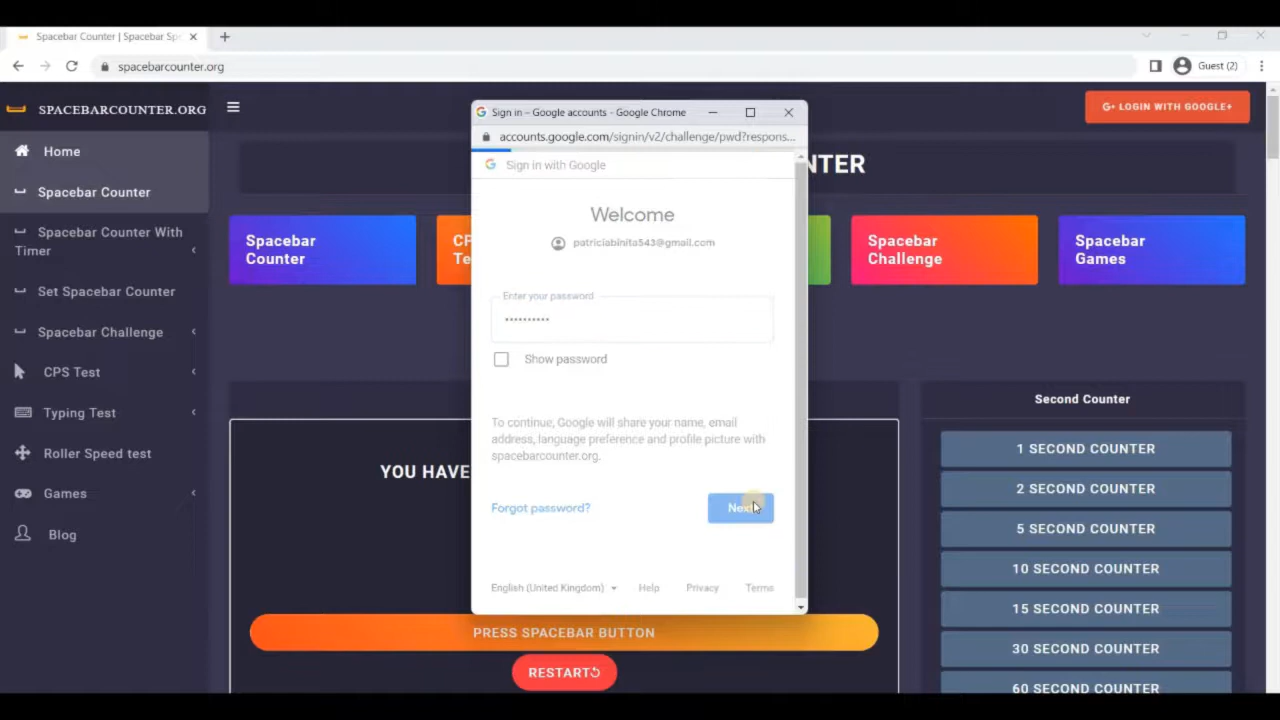 Spacebar Counter | Spacebar Sp
spacebarcounter.org
Guest (2)
SPACEBARCOUNTER.ORG
G+ LOGIN WITH GOOGLE+
Home
Spacebar Counter
Spacebar Counter With
Timer
Set Spacebar Counter
Spacebar Challenge
CPS Test
Typing Test
Roller Speed test
Games
Blog
NTER
Spacebar
Counter
CP
Te
Spacebar
Challenge
Spacebar
Games
Sign in – Google accounts - Google Chrome
accounts.google.com/signin/v2/challenge/pwd?respons...
Sign in with Google
Welcome
patriciabinita543@gmail.com
Enter your password
••••••••••
Show password
To continue, Google will share your name, email
address, language preference and profile picture with
spacebarcounter.org.
Forgot password?
Next
English (United Kingdom)
Help
Privacy
Terms
YOU HAVE
PRESS SPACEBAR BUTTON
RESTART
Second Counter
1 SECOND COUNTER
2 SECOND COUNTER
5 SECOND COUNTER
10 SECOND COUNTER
15 SECOND COUNTER
30 SECOND COUNTER
60 SECOND COUNTER